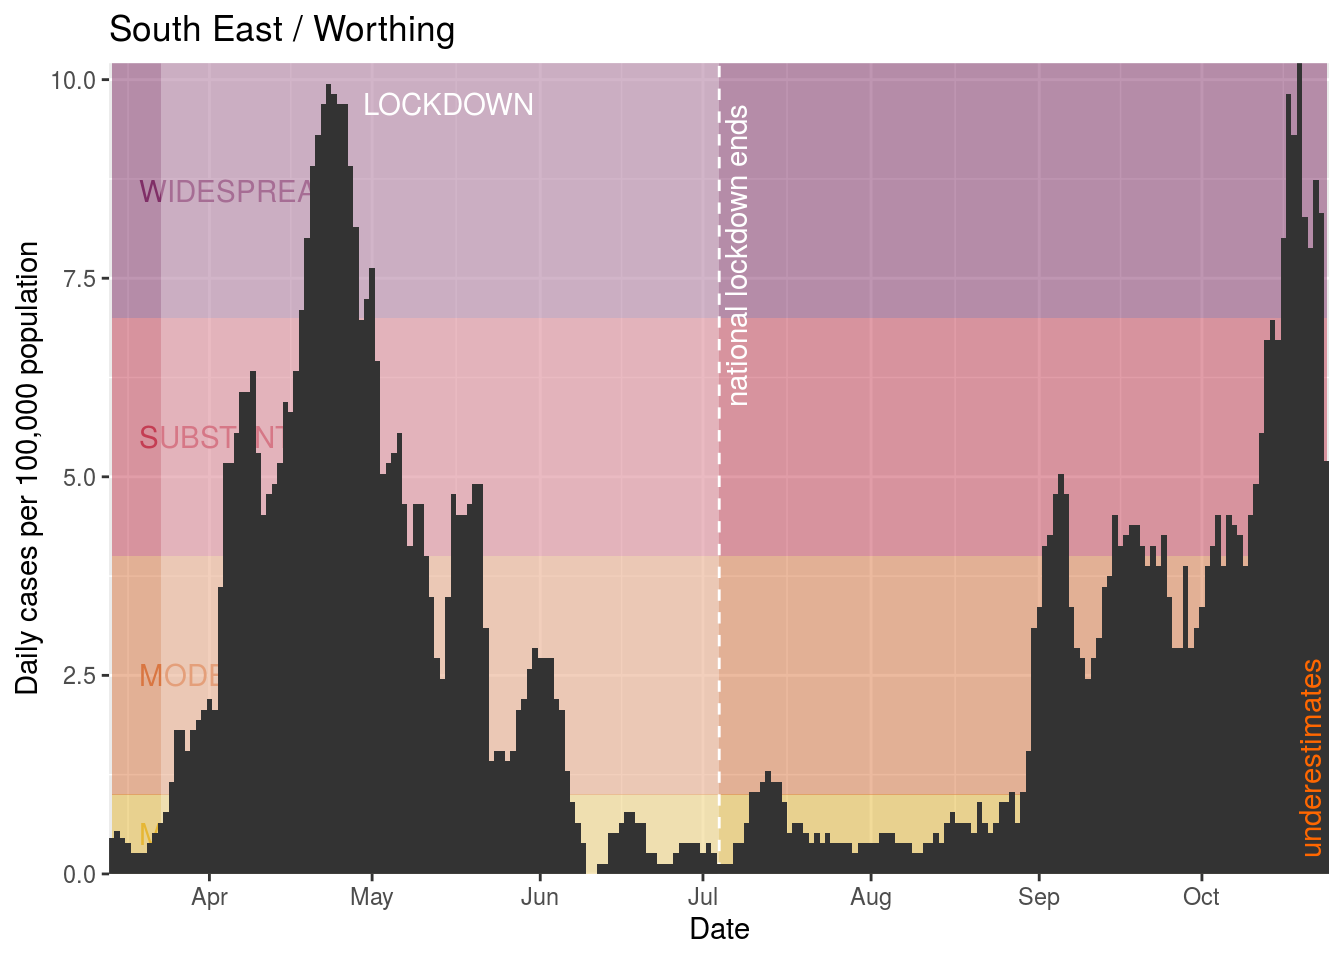 South East / Worthing
Daily cases per 100,000 population
10.0
7.5
5.0
2.5
0.0
LOCKDOWN
national lockdown ends
underestimates
Apr
May
Jun
Jul
Aug
Sep
Oct
Date